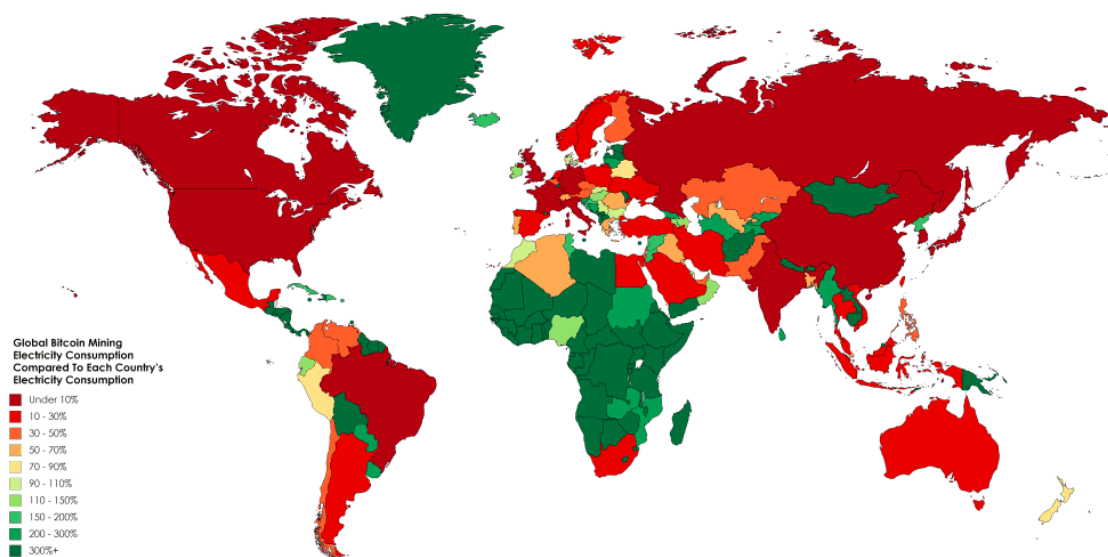 Global Bitcoin Mining
Electricity Consumption
Compared To Each Country's
Electricity Consumption
Under 10%
10 - 30%
30 - 50%
50 - 70%
70 - 90%
90 - 110%
110 - 150%
150 - 200%
200 - 300%
300%+